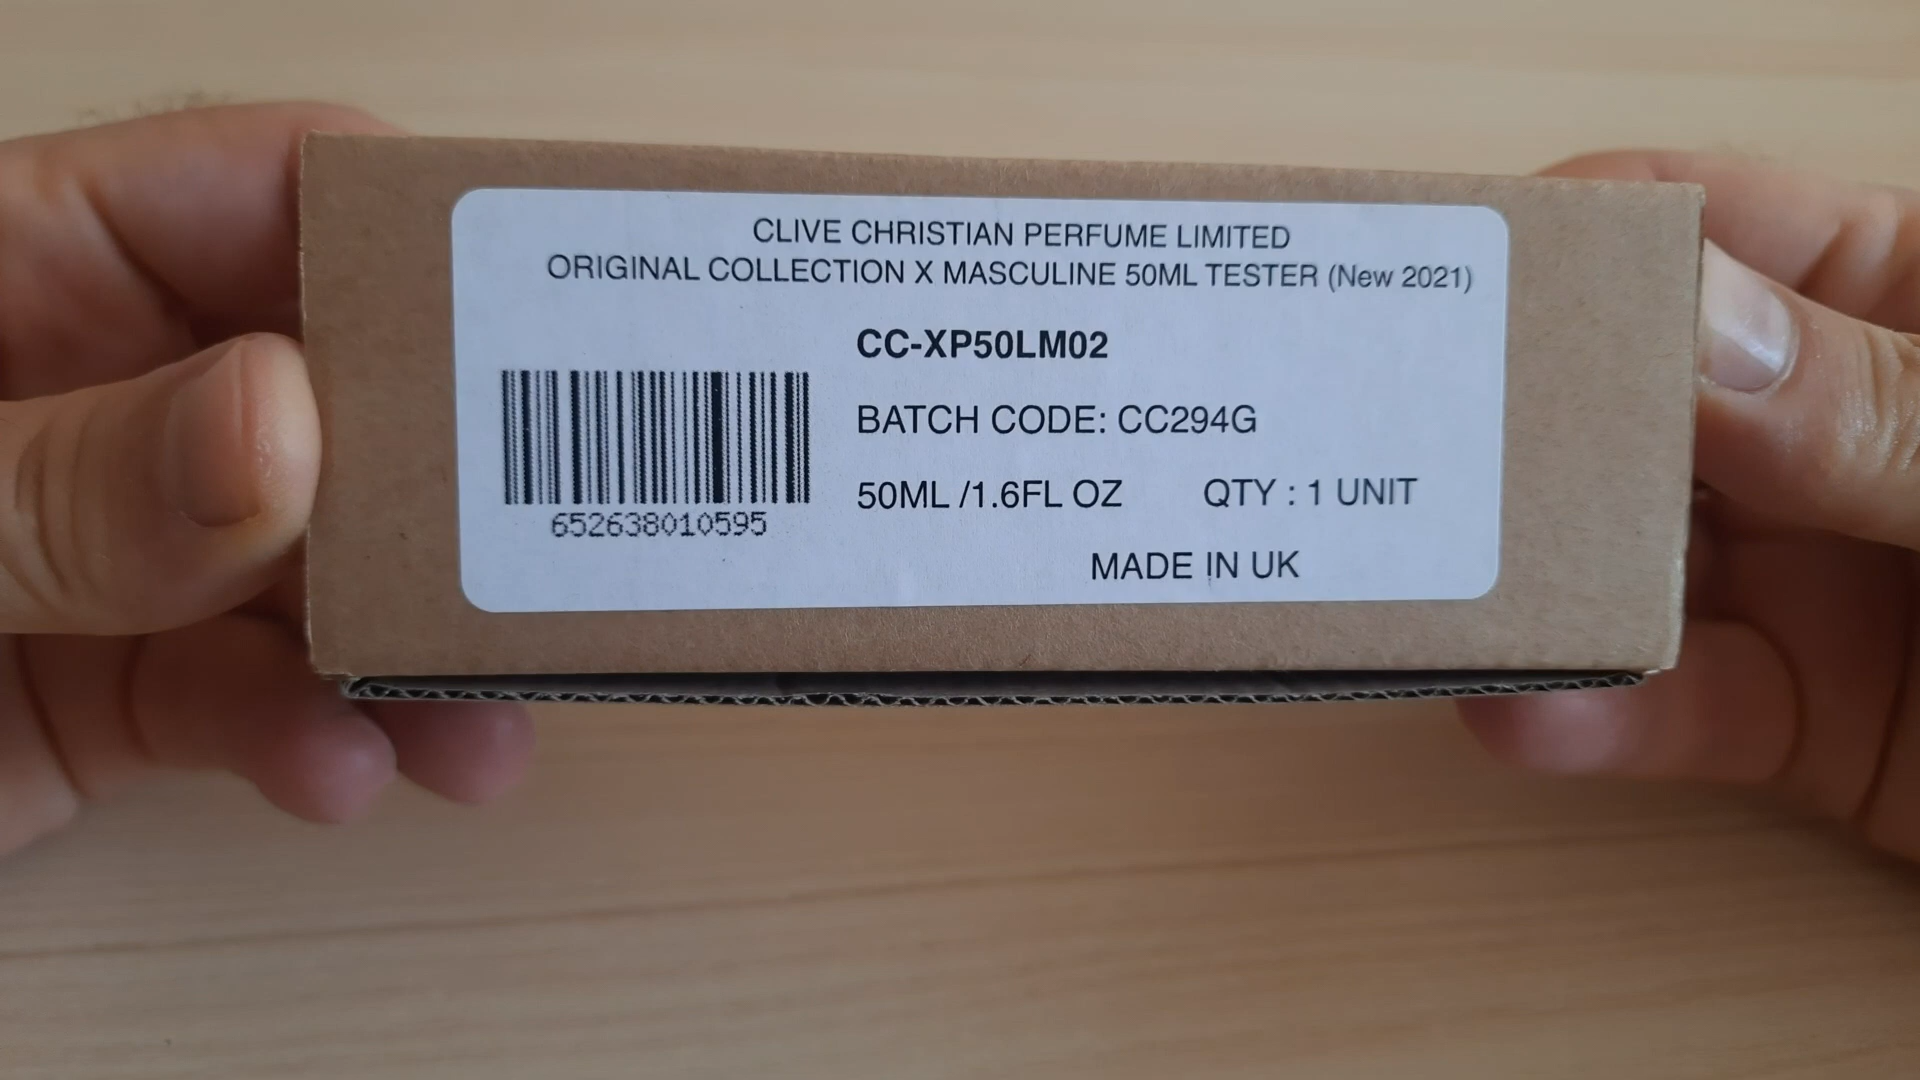 CLIVE CHRISTIAN PERFUME LIMITED
ORIGINAL COLLECTION X MASCULINE 50ML TESTER (New 2021)
CC-XP50LM02
BATCH CODE: CC294G
50ML /1.6FL OZ QTY : 1 UNIT
652638010595
MADE IN UK